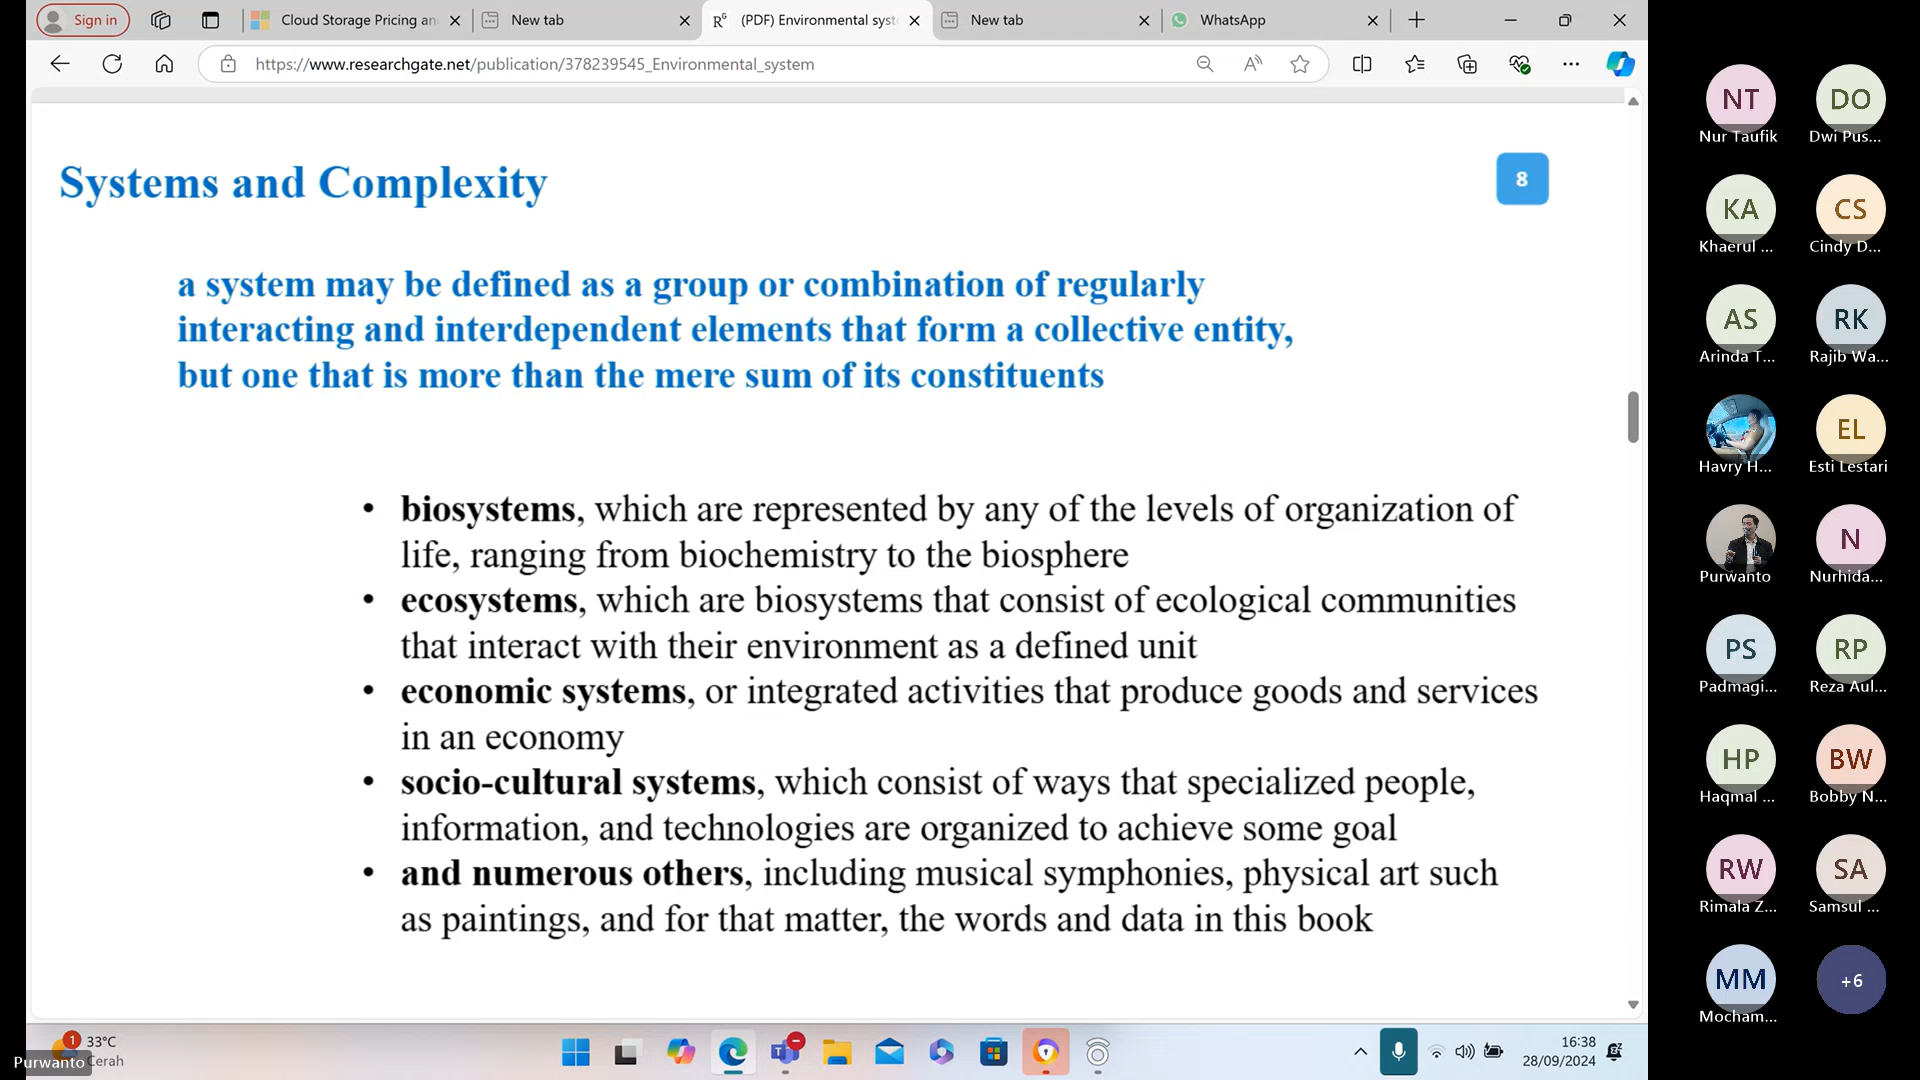 Sign in
Cloud Storage Pricing an
New tab
(PDF) Environmental syst
New tab
WhatsApp
https://www.researchgate.net/publication/378239545_Environmental_system
Systems and Complexity
8
a system may be defined as a group or combination of regularly
interacting and interdependent elements that form a collective entity,
but one that is more than the mere sum of its constituents
• biosystems, which are represented by any of the levels of organization of
life, ranging from biochemistry to the biosphere
• ecosystems, which are biosystems that consist of ecological communities
that interact with their environment as a defined unit
• economic systems, or integrated activities that produce goods and services
in an economy
• socio-cultural systems, which consist of ways that specialized people,
information, and technologies are organized to achieve some goal
• and numerous others, including musical symphonies, physical art such
as paintings, and for that matter, the words and data in this book
1
33°C
Cerah
Purwanto
16:38
28/09/2024
NT
Nur Taufik
DO
Dwi Pus...
KA
Khaerul ...
CS
Cindy D...
AS
Arinda T...
RK
Rajib Wa...
Havry H...
EL
Esti Lestari
Purwanto
N
Nurhida...
PS
Padmagi...
RP
Reza Aul...
HP
Haqmal ...
BW
Bobby N...
RW
Rimala Z...
SA
Samsul ...
MM
Mocham...
+6